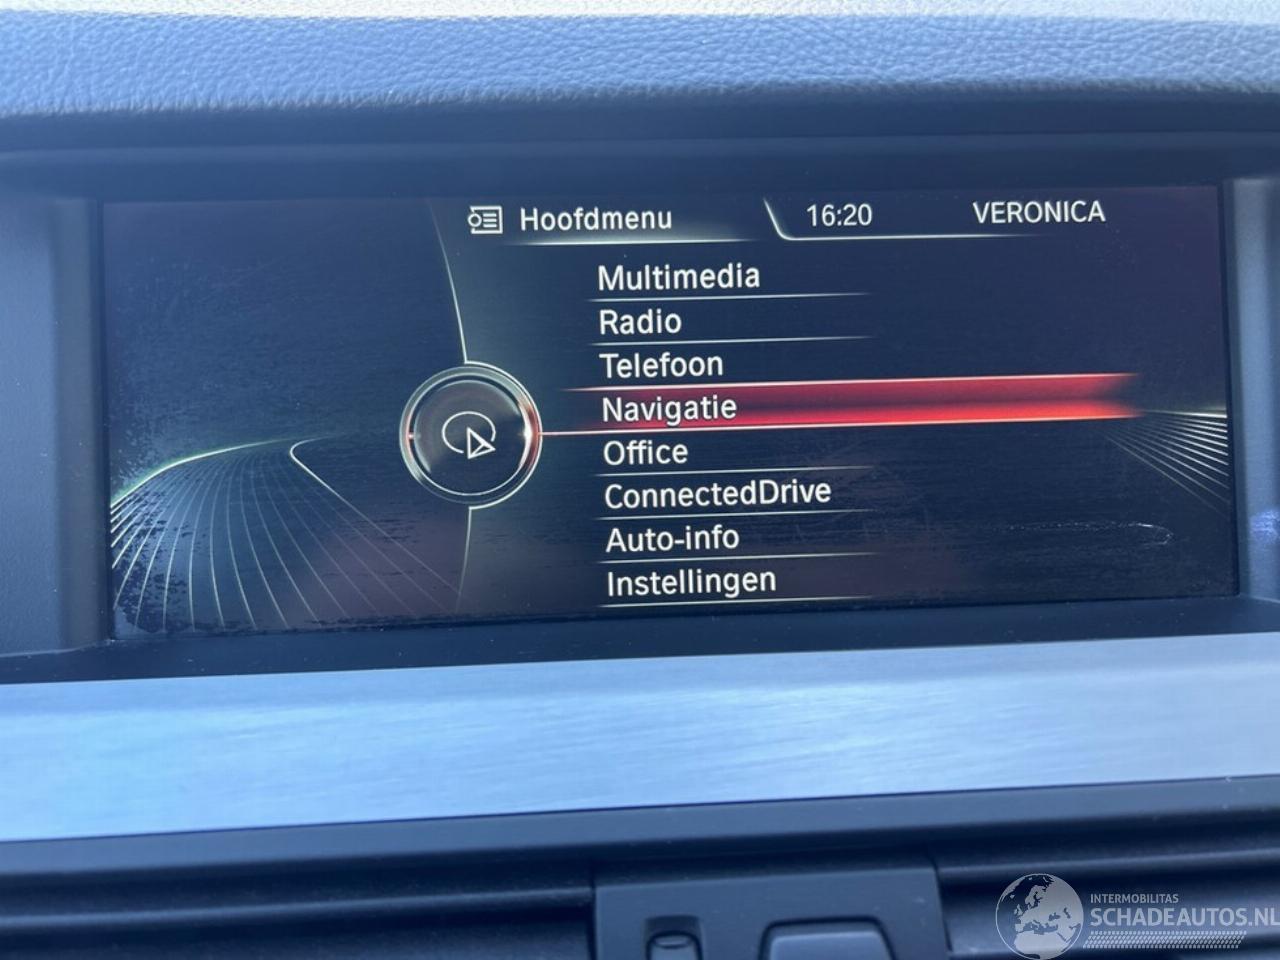 Hoofdmenu 16:20 VERONICA
Multimedia
Radio
Telefoon
Navigatie
Office
ConnectedDrive
Auto-info
Instellingen
INTERMOBILITAS
SCHADEAUTOS.NL